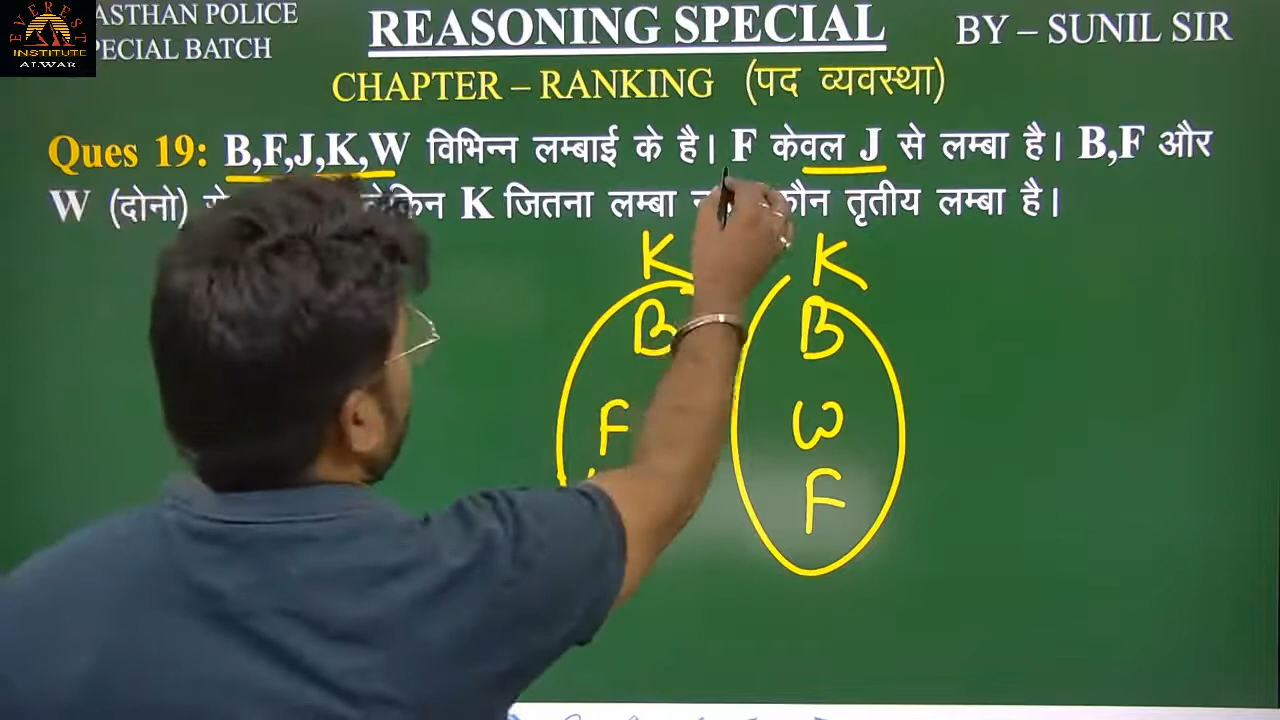 EVEREST
INSTITUTE
ALWAR
ASTHAN POLICE
PECIAL BATCH
REASONING SPECIAL
BY – SUNIL SIR
CHAPTER – RANKING (पद व्यवस्था)
Ques 19: B,F,J,K,W विभिन्न लम्बाई के है। F केवल J से लम्बा है। B,F और
W (दोनो) K जितना लम्बा कौन तृतीय लम्बा है।
K K
B B
F W
F